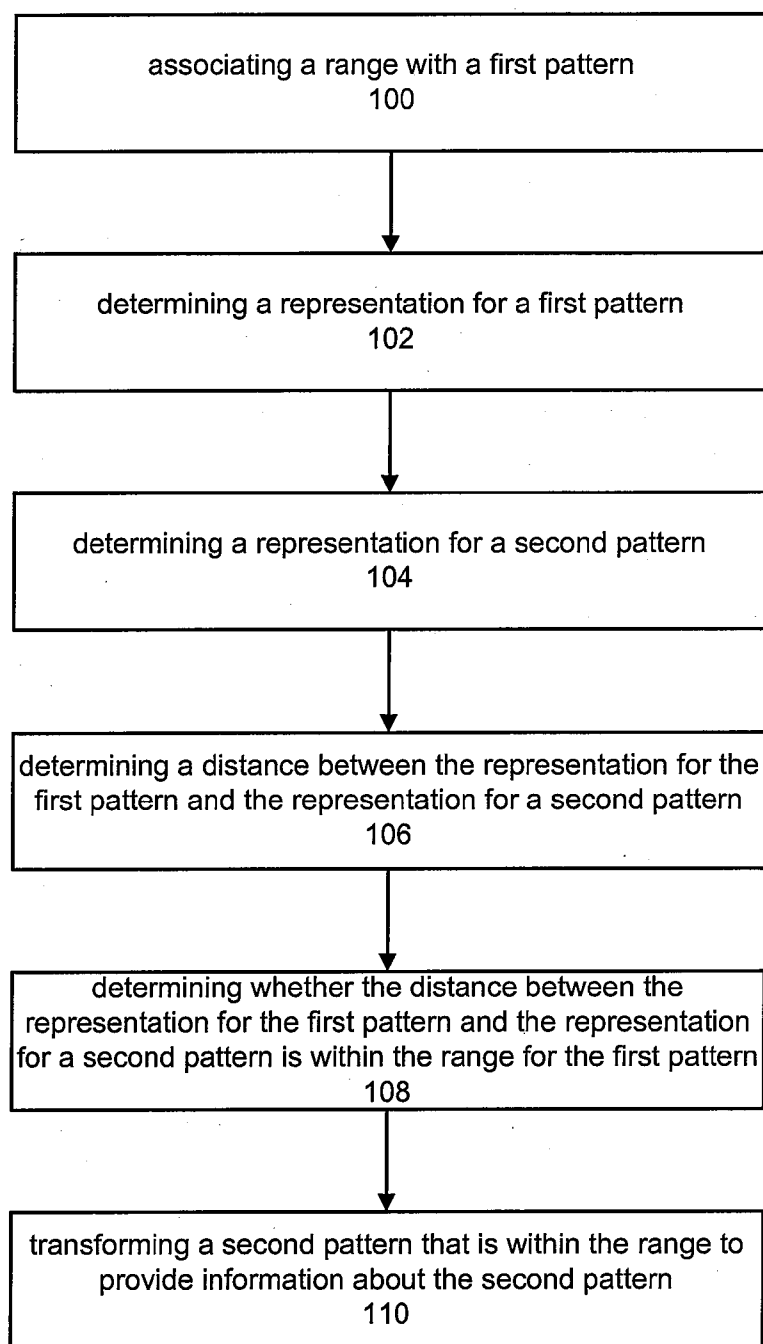 associating a range with a first pattern
100
determining a representation for a first pattern
102
determining a representation for a second pattern
104
determining a distance between the representation for the
first pattern and the representation for a second pattern
106
determining whether the distance between the
representation for the first pattern and the representation
for a second pattern is within the range for the first pattern
108
transforming a second pattern that is within the range to
provide information about the second pattern
110